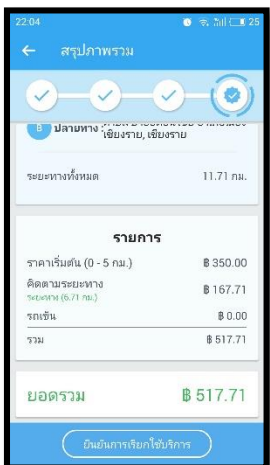 22:04 25
สรุปภาพรวม
B ปลายทาง :
เชียงราย, เชียงราย
ระยะทางทั้งหมด 11.71 กม.
รายการ
ราคาเริ่มต้น (0 - 5 กม.) ฿ 350.00
คิดตามระยะทาง ฿ 167.71
ระยะทาง (6.71 กม.)
รถเข็น ฿ 0.00
รวม ฿ 517.71
ยอดรวม ฿ 517.71
ยืนยันการเรียกใช้บริการ